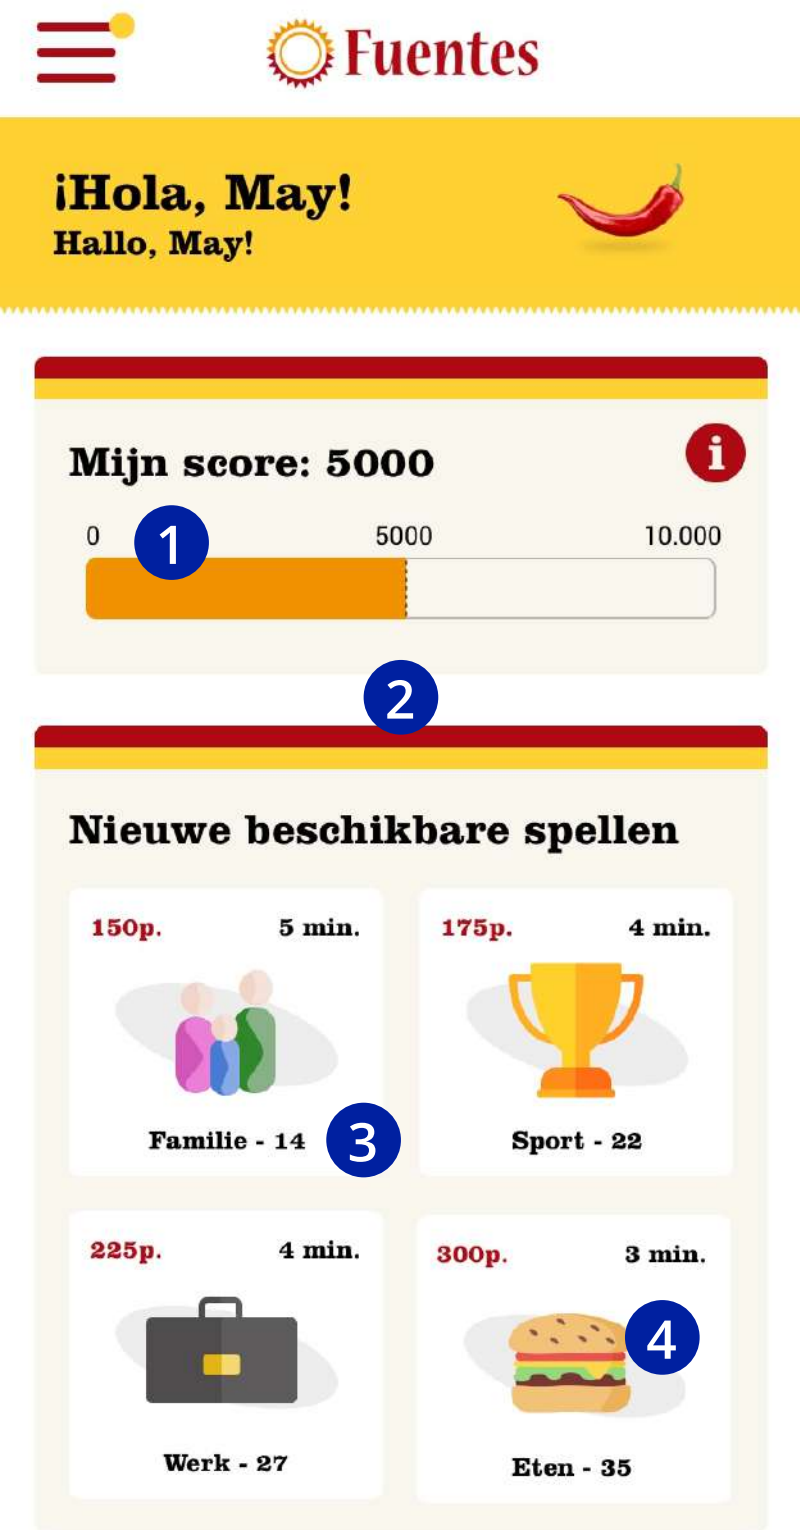 Fuentes
¡Hola, May!
Hallo, May!
Mijn score: 5000
i
0 1 5000 10.000
2
Nieuwe beschikbare spellen
150p. 5 min.
Familie - 14 3
175p. 4 min.
Sport - 22
225p. 4 min.
Werk - 27
300p. 3 min.
4
Eten - 35